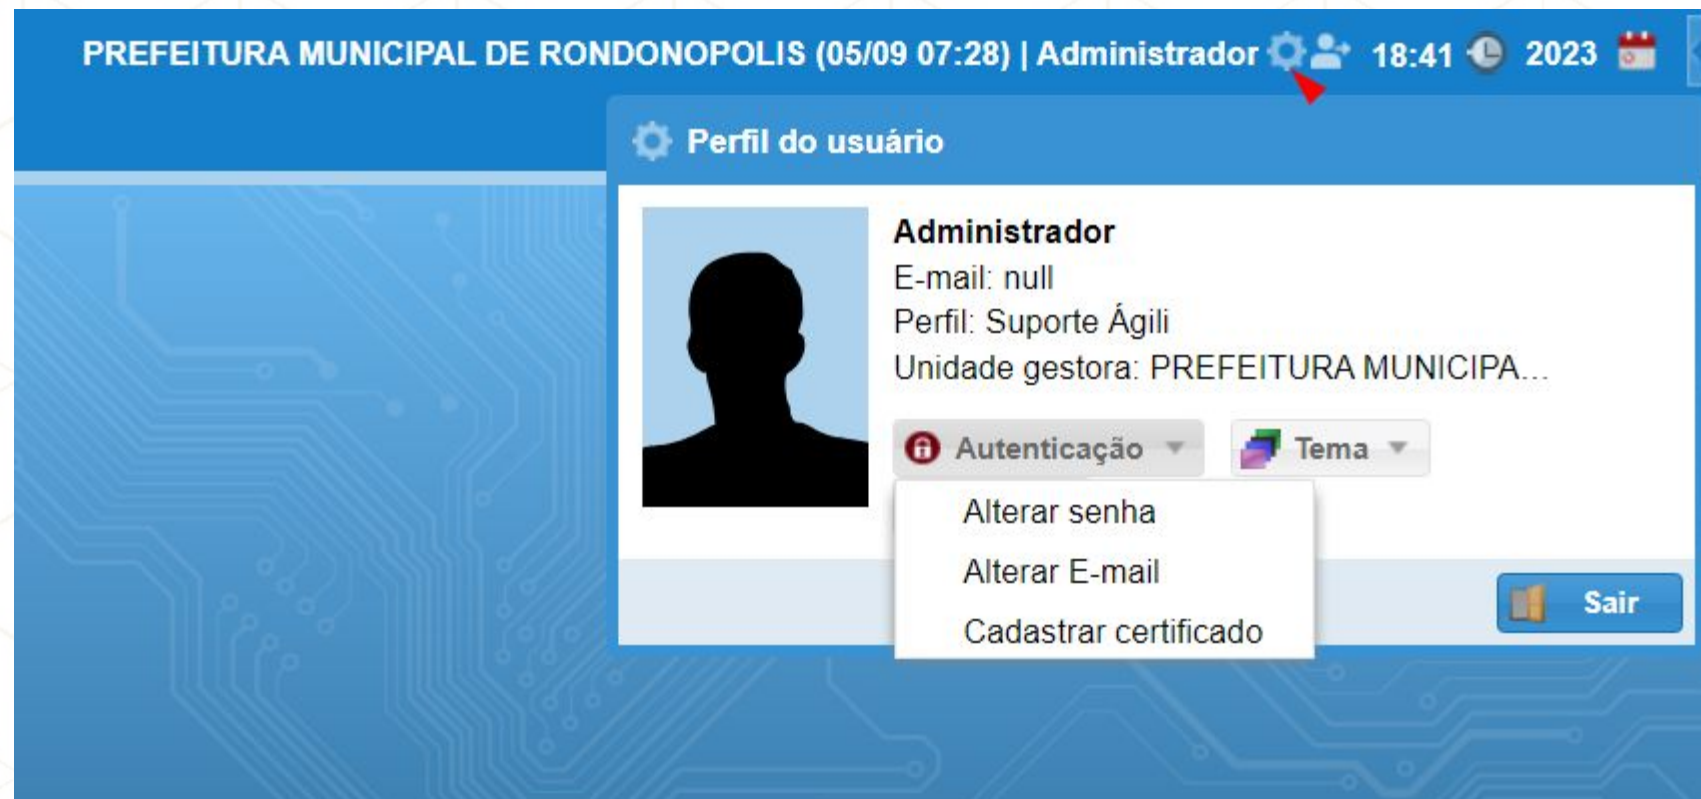 PREFEITURA MUNICIPAL DE RONDONOPOLIS (05/09 07:28) | Administrador 18:41 2023
Perfil do usuário
Administrador
E-mail: null
Perfil: Suporte Ágili
Unidade gestora: PREFEITURA MUNICIPA...
Autenticação Tema
Alterar senha
Alterar E-mail
Cadastrar certificado
Sair